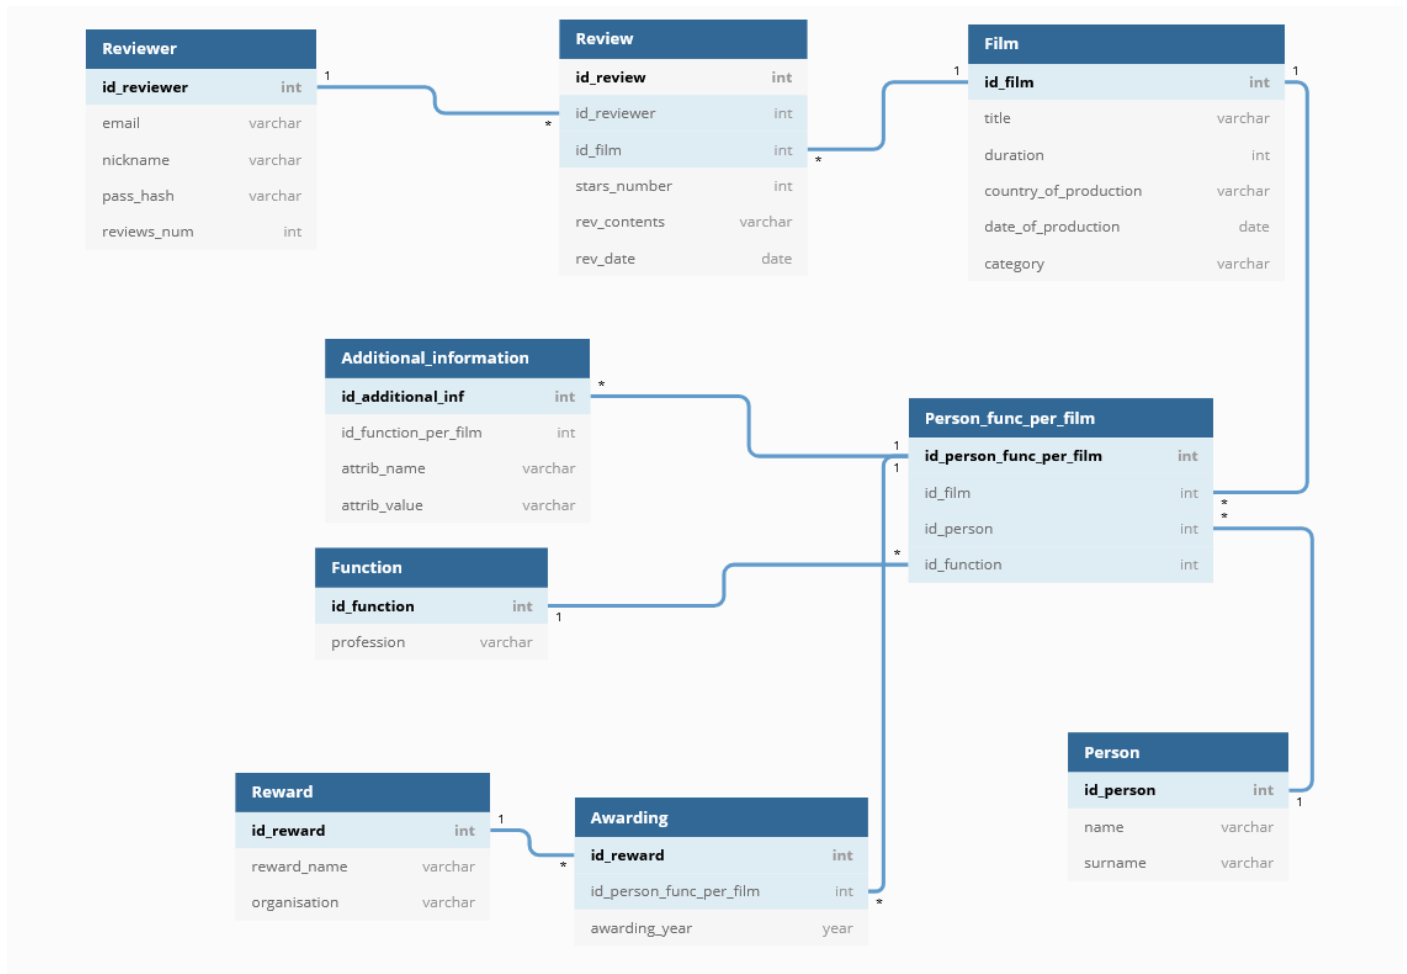 Reviewer
id_reviewer int
email varchar
nickname varchar
pass_hash varchar
reviews_num int
1
*
Review
id_review int
id_reviewer int
id_film int
stars_number int
rev_contents varchar
rev_date date
*
1
Film
id_film int
title varchar
duration int
country_of_production varchar
date_of_production date
category varchar
1
Additional_information
id_additional_inf int
id_function_per_film int
attrib_name varchar
attrib_value varchar
*
1
1
*
Person_func_per_film
id_person_func_per_film int
id_film int
id_person int
id_function int
*
*
Function
id_function int
profession varchar
1
Reward
id_reward int
reward_name varchar
organisation varchar
1
*
Awarding
id_reward int
id_person_func_per_film int
awarding_year year
*
Person
id_person int
name varchar
surname varchar
1